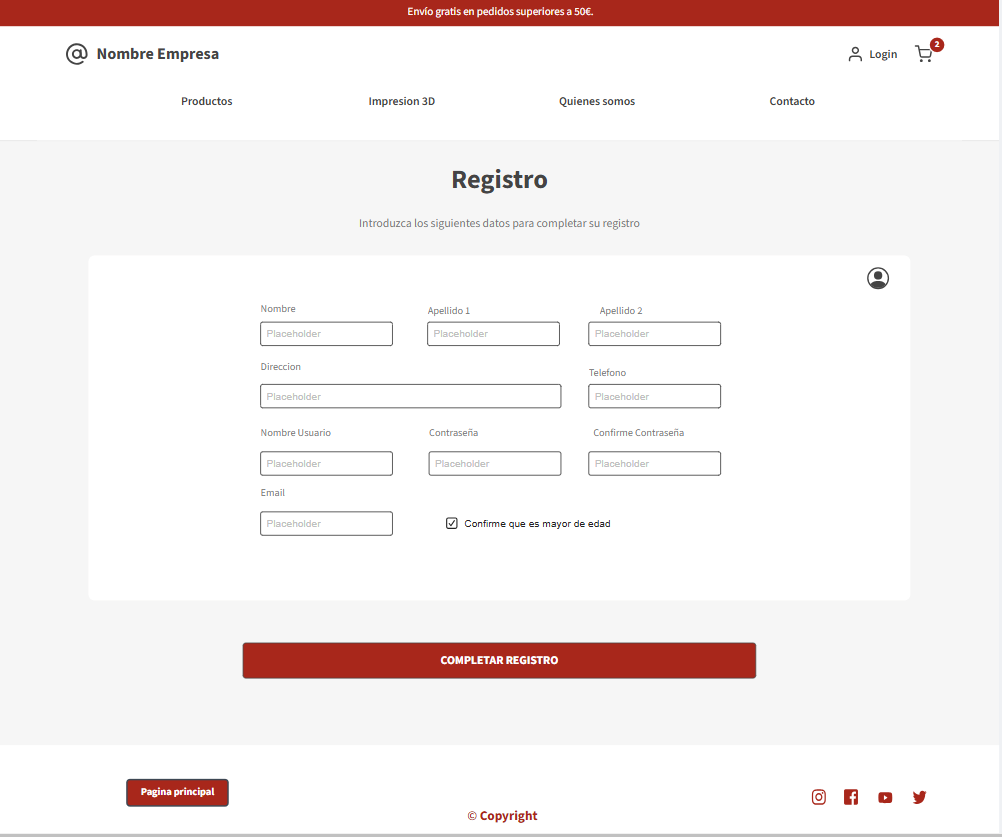 Envío gratis en pedidos superiores a 50€.
@ Nombre Empresa
Login
2
Productos Impresion 3D Quienes somos Contacto
Registro
Introduzca los siguientes datos para completar su registro
Nombre Apellido 1 Apellido 2
Placeholder Placeholder Placeholder
Direccion Telefono
Placeholder Placeholder
Nombre Usuario Contraseña Confirme Contraseña
Placeholder Placeholder Placeholder
Email
Placeholder Confirme que es mayor de edad
COMPLETAR REGISTRO
Pagina principal
© Copyright